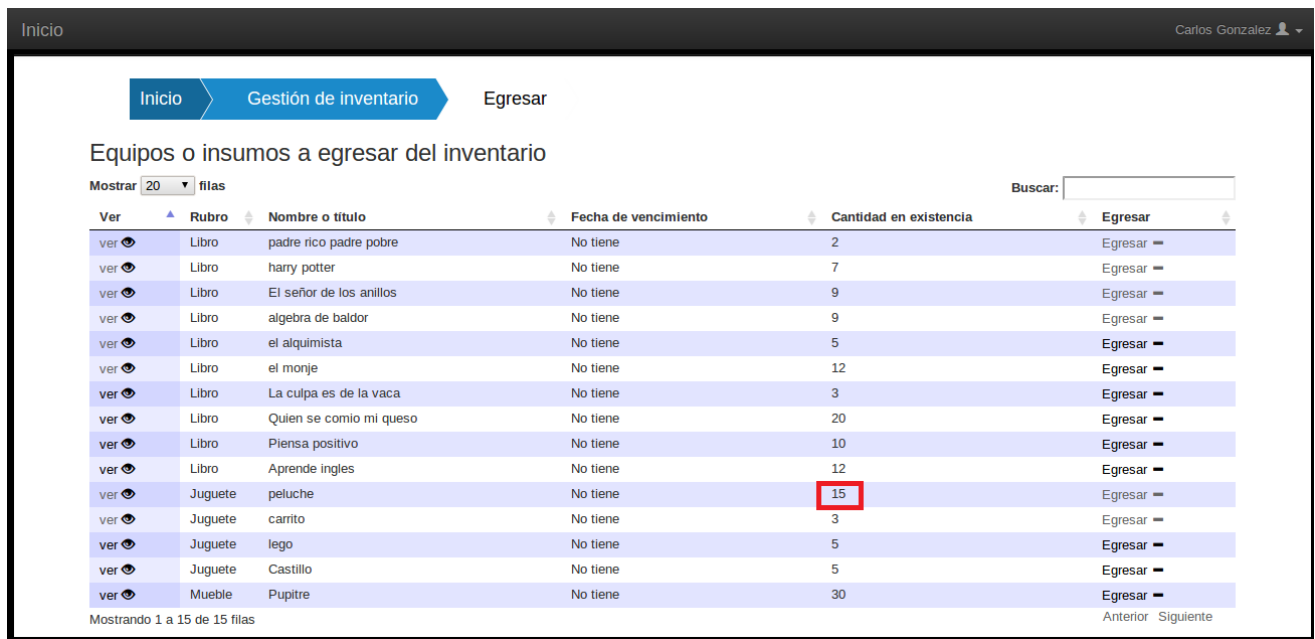 Inicio Carlos Gonzalez
Inicio Gestión de inventario Egresar
Equipos o insumos a egresar del inventario
Mostrar 20 filas Buscar:
Ver Rubro Nombre o título Fecha de vencimiento Cantidad en existencia Egresar
ver Libro padre rico padre pobre No tiene 2 Egresar
ver Libro harry potter No tiene 7 Egresar
ver Libro El señor de los anillos No tiene 9 Egresar
ver Libro algebra de baldor No tiene 9 Egresar
ver Libro el alquimista No tiene 5 Egresar
ver Libro el monje No tiene 12 Egresar
ver Libro La culpa es de la vaca No tiene 3 Egresar
ver Libro Quien se comio mi queso No tiene 20 Egresar
ver Libro Piensa positivo No tiene 10 Egresar
ver Libro Aprende ingles No tiene 12 Egresar
ver Juguete peluche No tiene 15 Egresar
ver Juguete carrito No tiene 3 Egresar
ver Juguete lego No tiene 5 Egresar
ver Juguete Castillo No tiene 5 Egresar
ver Mueble Pupitre No tiene 30 Egresar
Mostrando 1 a 15 de 15 filas Anterior Siguiente